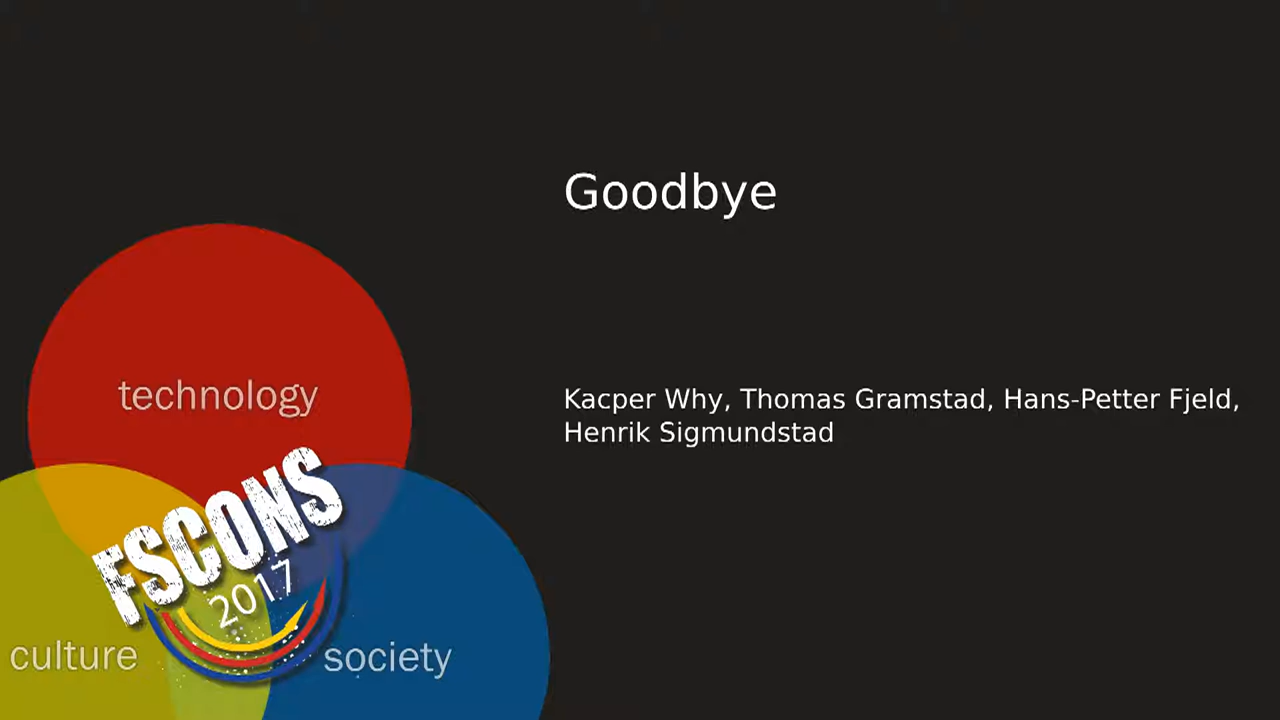 Goodbye
technology
Kacper Why, Thomas Gramstad, Hans-Petter Fjeld,
Henrik Sigmundstad
FSCONS
2017
culture
society